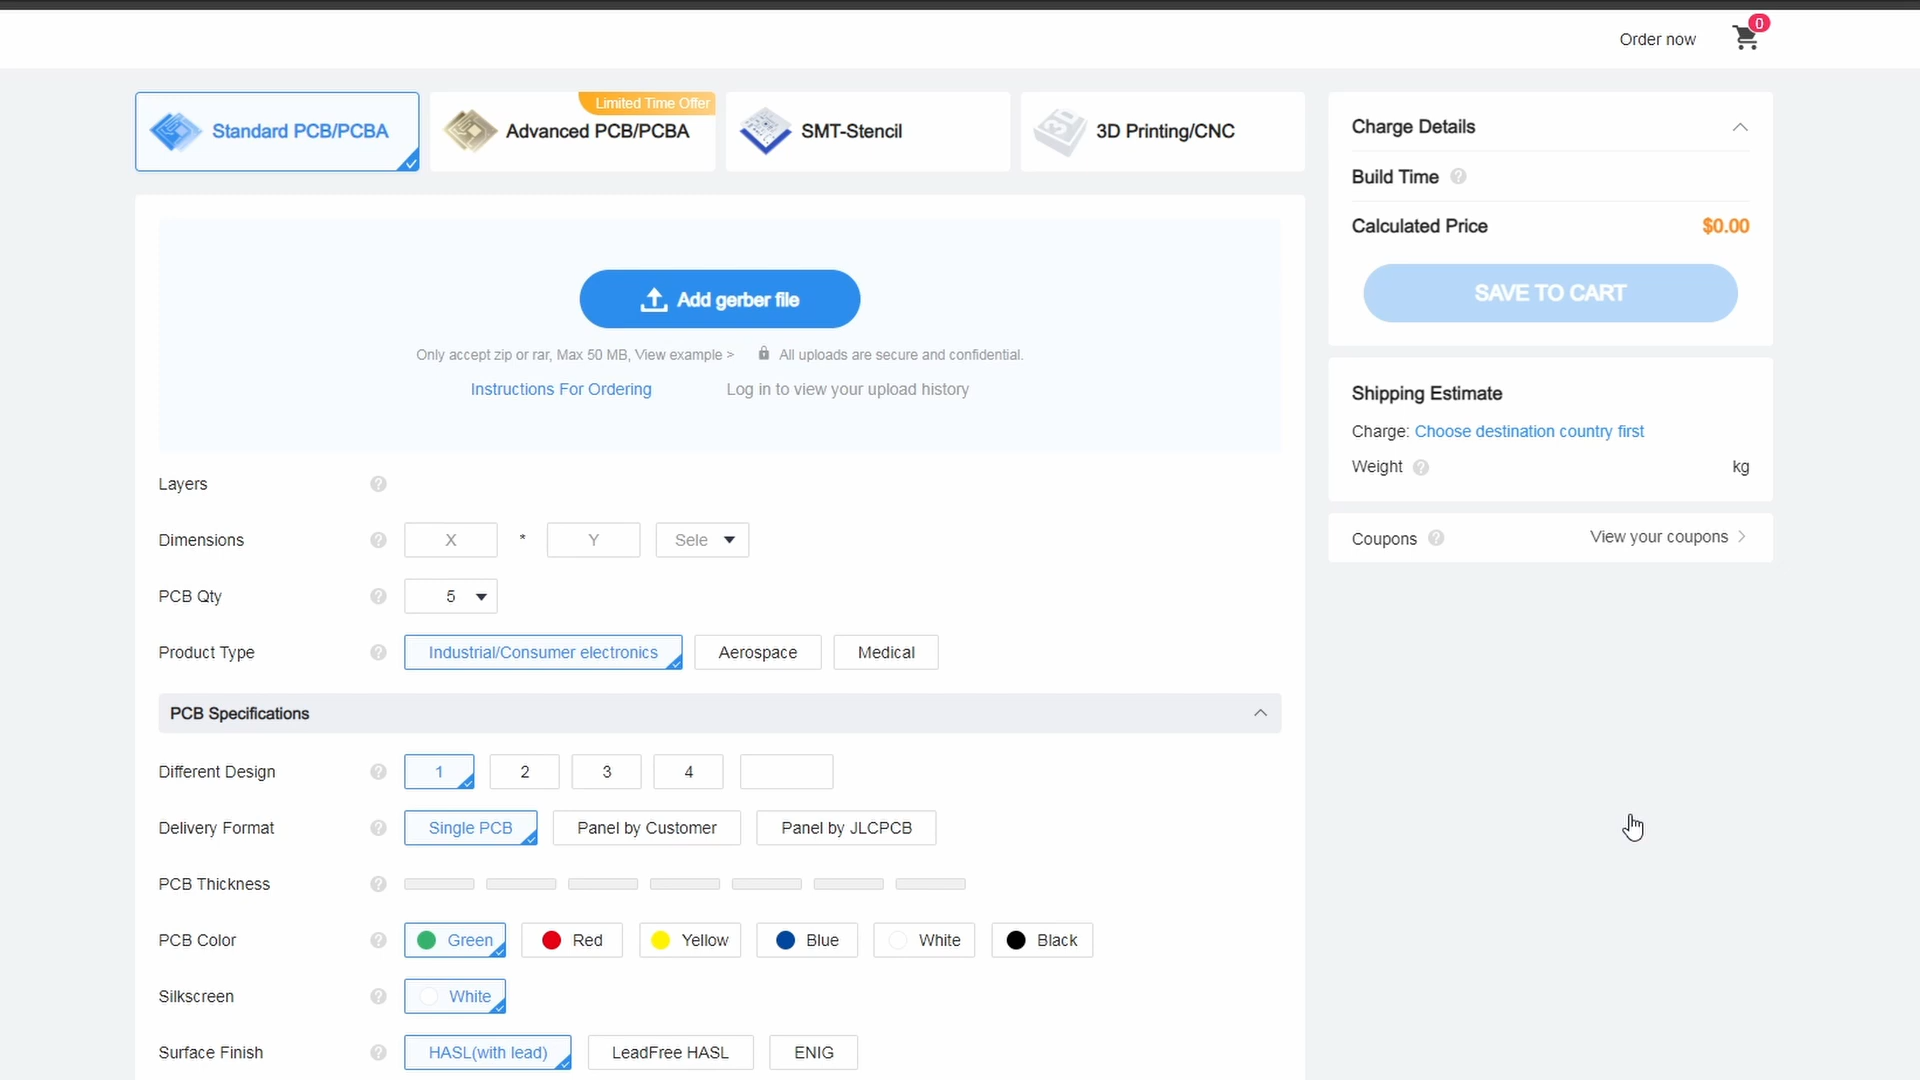 Order now
0
Standard PCB/PCBA
Limited Time Offer
Advanced PCB/PCBA
SMT-Stencil
3D Printing/CNC
Charge Details
Build Time ?
Calculated Price $0.00
SAVE TO CART
Add gerber file
Only accept zip or rar, Max 50 MB, View example > All uploads are secure and confidential.
Instructions For Ordering Log in to view your upload history
Shipping Estimate
Charge: Choose destination country first
Weight ? kg
Coupons ? View your coupons
Layers ?
Dimensions ? X * Y Sele
PCB Qty ? 5
Product Type ? Industrial/Consumer electronics Aerospace Medical
PCB Specifications
Different Design ? 1 2 3 4
Delivery Format ? Single PCB Panel by Customer Panel by JLCPCB
PCB Thickness ?
PCB Color ? Green Red Yellow Blue White Black
Silkscreen ? White
Surface Finish ? HASL(with lead) LeadFree HASL ENIG